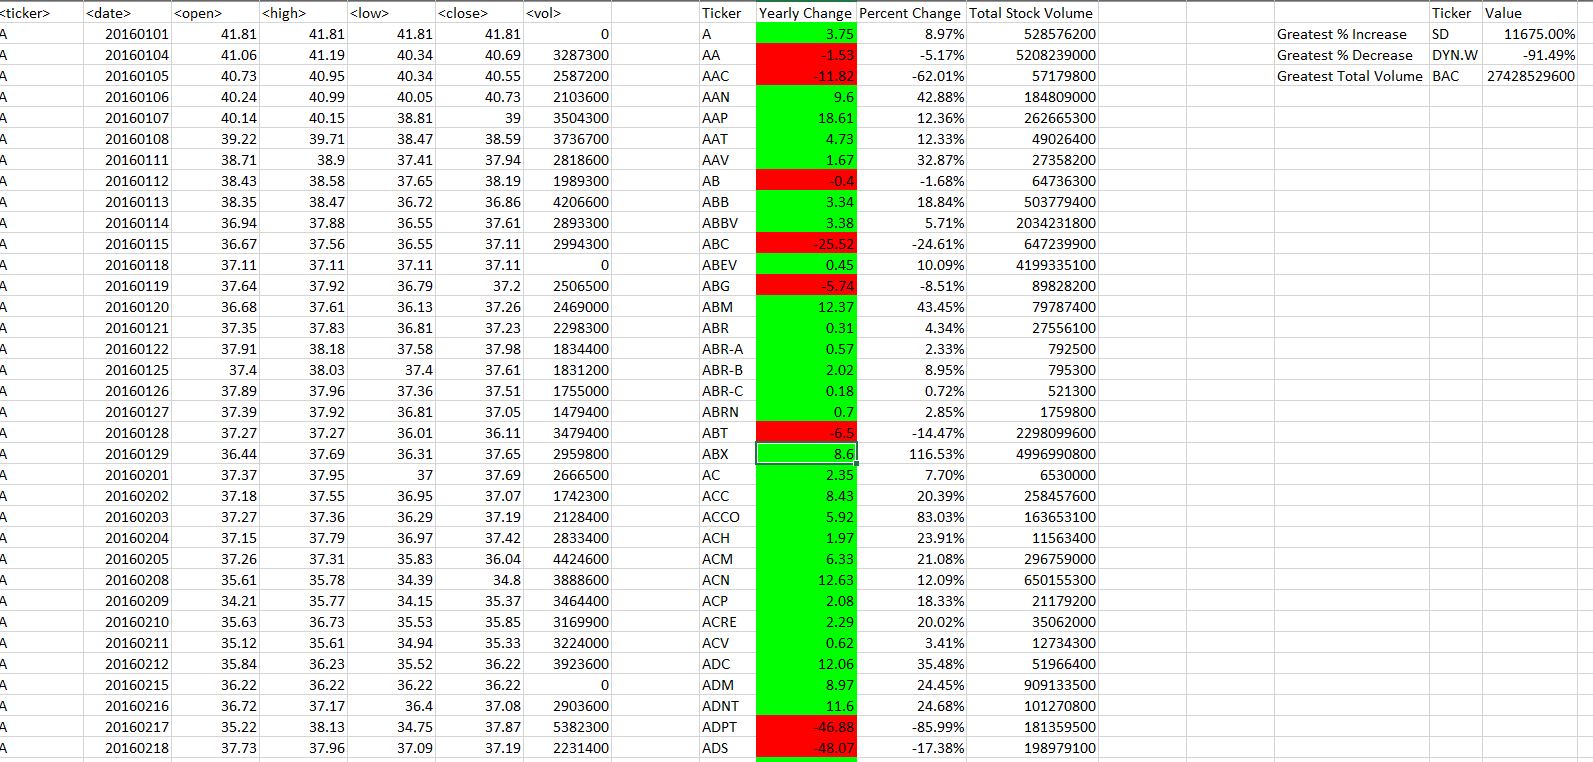 <ticker> <date> <open> <high> <low> <close> <vol> Ticker Yearly Change Percent Change Total Stock Volume Ticker Value
A 20160101 41.81 41.81 41.81 41.81 0 A 3.75 8.97% 528576200 Greatest % Increase SD 11675.00%
A 20160104 41.06 41.19 40.34 40.69 3287300 AA -1.53 -5.17% 5208239000 Greatest % Decrease DYN.W -91.49%
A 20160105 40.73 40.95 40.34 40.55 2587200 AAC -11.82 -62.01% 57179800 Greatest Total Volume BAC 27428529600
A 20160106 40.24 40.99 40.05 40.73 2103600 AAN 9.6 42.88% 184809000
A 20160107 40.14 40.15 38.81 39 3504300 AAP 18.61 12.36% 262665300
A 20160108 39.22 39.71 38.47 38.59 3736700 AAT 4.73 12.33% 49026400
A 20160111 38.71 38.9 37.41 37.94 2818600 AAV 1.67 32.87% 27358200
A 20160112 38.43 38.58 37.65 38.19 1989300 AB -0.4 -1.68% 64736300
A 20160113 38.35 38.47 36.72 36.86 4206600 ABB 3.34 18.84% 503779400
A 20160114 36.94 37.88 36.55 37.61 2893300 ABBV 3.38 5.71% 2034231800
A 20160115 36.67 37.56 36.55 37.11 2994300 ABC -25.52 -24.61% 647239900
A 20160118 37.11 37.11 37.11 37.11 0 ABEV 0.45 10.09% 4199335100
A 20160119 37.64 37.92 36.79 37.2 2506500 ABG -5.74 -8.51% 89828200
A 20160120 36.68 37.61 36.13 37.26 2469000 ABM 12.37 43.45% 79787400
A 20160121 37.35 37.83 36.81 37.23 2298300 ABR 0.31 4.34% 27556100
A 20160122 37.91 38.18 37.58 37.98 1834400 ABR-A 0.57 2.33% 792500
A 20160125 37.4 38.03 37.4 37.61 1831200 ABR-B 2.02 8.95% 795300
A 20160126 37.89 37.96 37.36 37.51 1755000 ABR-C 0.18 0.72% 521300
A 20160127 37.39 37.92 36.81 37.05 1479400 ABRN 0.7 2.85% 1759800
A 20160128 37.27 37.27 36.01 36.11 3479400 ABT -6.5 -14.47% 2298099600
A 20160129 36.44 37.69 36.31 37.65 2959800 ABX 8.6 116.53% 4996990800
A 20160201 37.37 37.95 37 37.69 2666500 AC 2.35 7.70% 6530000
A 20160202 37.18 37.55 36.95 37.07 1742300 ACC 8.43 20.39% 258457600
A 20160203 37.27 37.36 36.29 37.19 2128400 ACCO 5.92 83.03% 163653100
A 20160204 37.15 37.79 36.97 37.42 2833400 ACH 1.97 23.91% 11563400
A 20160205 37.26 37.31 35.83 36.04 4424600 ACM 6.33 21.08% 296759000
A 20160208 35.61 35.78 34.39 34.8 3888600 ACN 12.63 12.09% 650155300
A 20160209 34.21 35.77 34.15 35.37 3464400 ACP 2.08 18.33% 21179200
A 20160210 35.63 36.73 35.53 35.85 3169900 ACRE 2.29 20.02% 35062000
A 20160211 35.12 35.61 34.94 35.33 3224000 ACV 0.62 3.41% 12734300
A 20160212 35.84 36.23 35.52 36.22 3923600 ADC 12.06 35.48% 51966400
A 20160215 36.22 36.22 36.22 36.22 0 ADM 8.97 24.45% 909133500
A 20160216 36.72 37.17 36.4 37.08 2903600 ADNT 11.6 24.68% 101270800
A 20160217 35.22 38.13 34.75 37.87 5382300 ADPT -46.88 -85.99% 181359500
A 20160218 37.73 37.96 37.09 37.19 2231400 ADS -48.07 -17.38% 198979100